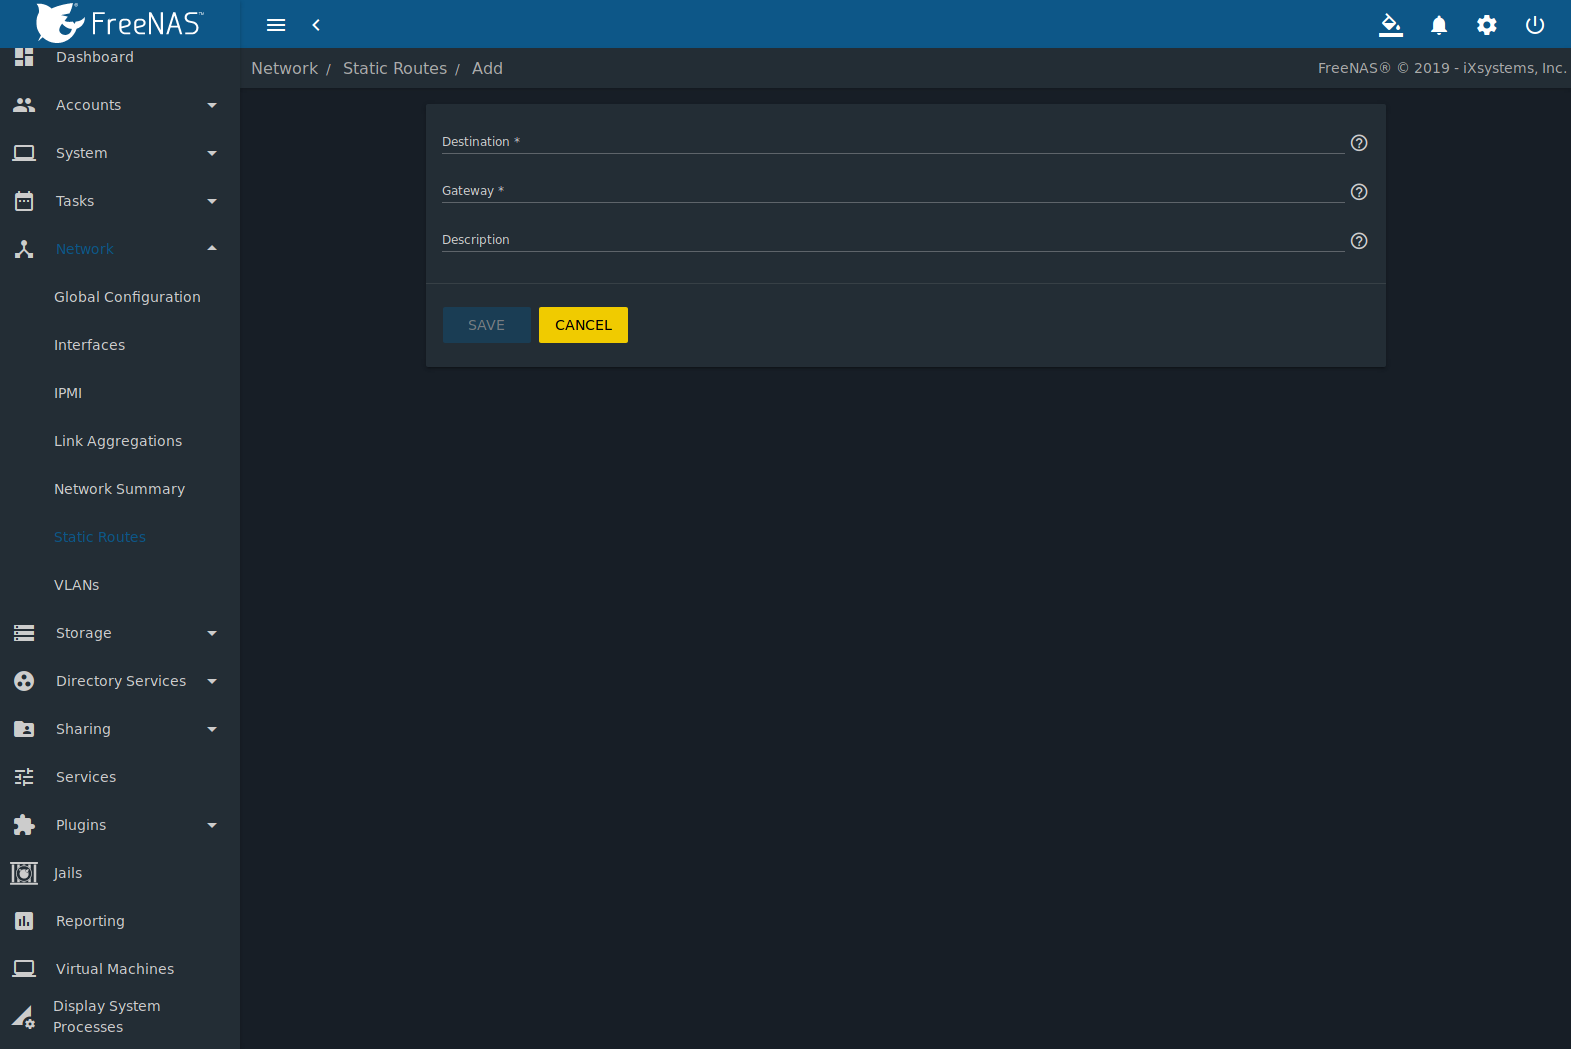 FreeNAS™
Network / Static Routes / Add
FreeNAS® © 2019 - iXsystems, Inc.
Dashboard
Accounts
System
Tasks
Network
Global Configuration
Interfaces
IPMI
Link Aggregations
Network Summary
Static Routes
VLANs
Storage
Directory Services
Sharing
Services
Plugins
Jails
Reporting
Virtual Machines
Display System
Processes
Destination *
Gateway *
Description
SAVE
CANCEL